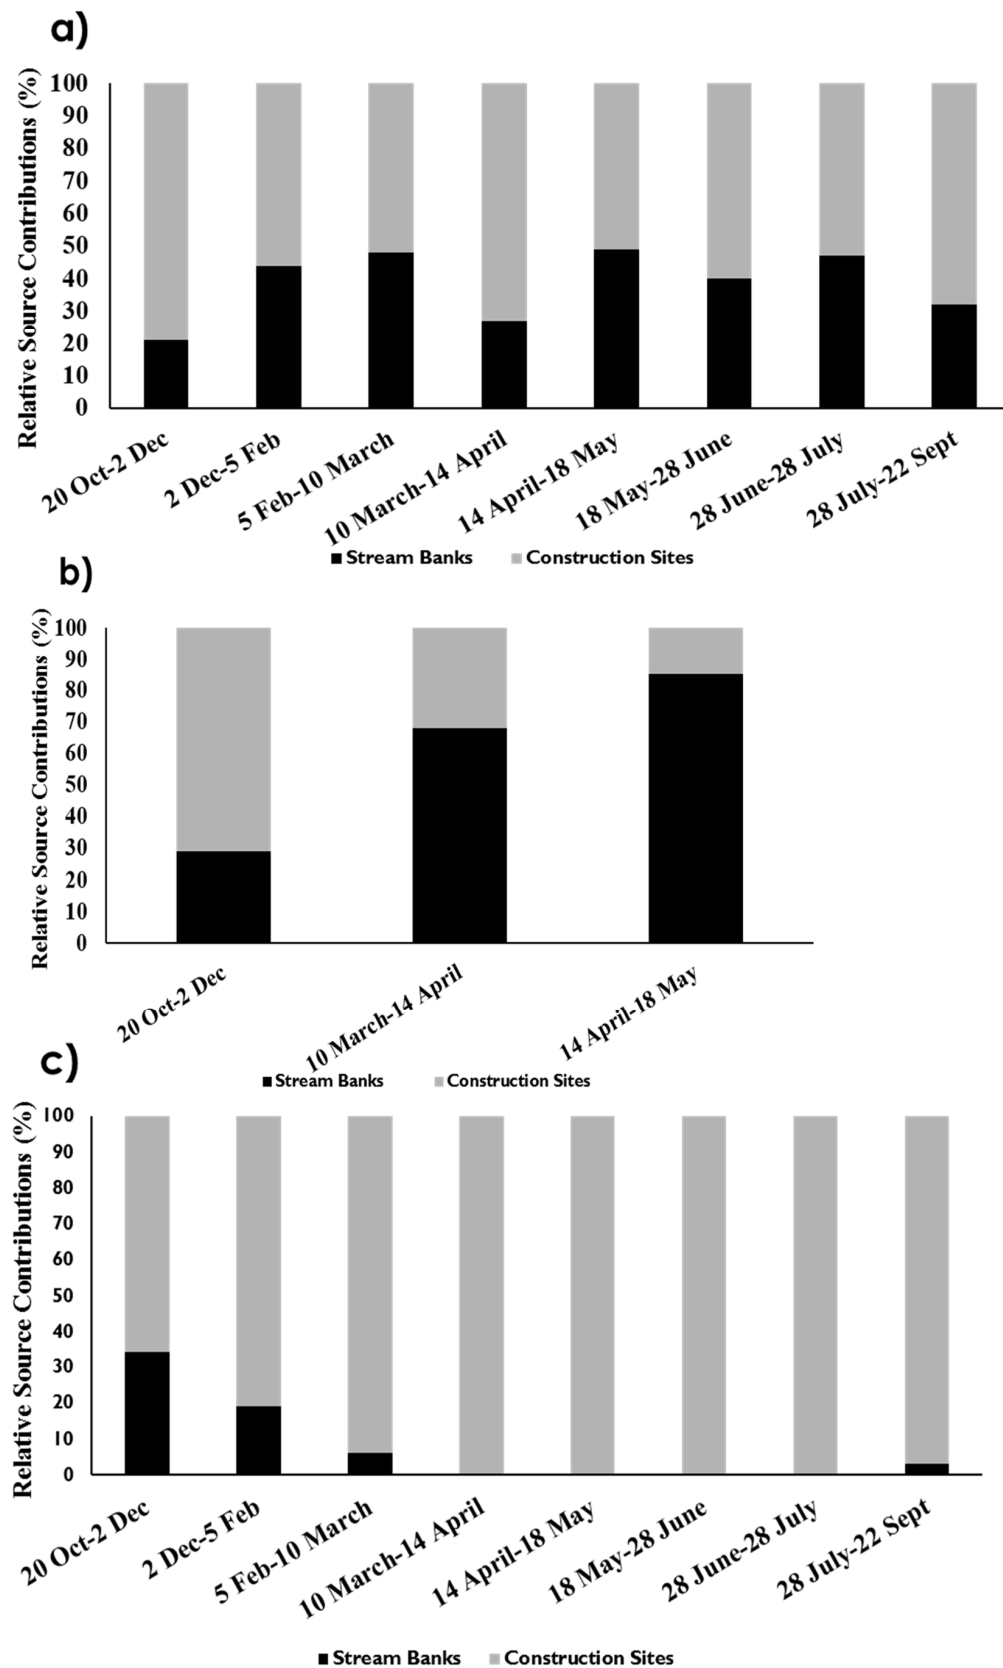 a)
Relative Source Contributions (%)
100
90
80
70
60
50
40
30
20
10
0
20 Oct-2 Dec
2 Dec-5 Feb
5 Feb-10 March
10 March-14 April
14 April-18 May
18 May-28 June
28 June-28 July
28 July-22 Sept
Stream Banks Construction Sites
b)
Relative Source Contributions (%)
100
90
80
70
60
50
40
30
20
10
0
20 Oct-2 Dec
10 March-14 April
14 April-18 May
Stream Banks Construction Sites
c)
Relative Source Contributions (%)
100
90
80
70
60
50
40
30
20
10
0
20 Oct-2 Dec
2 Dec-5 Feb
5 Feb-10 March
10 March-14 April
14 April-18 May
18 May-28 June
28 June-28 July
28 July-22 Sept
Stream Banks Construction Sites